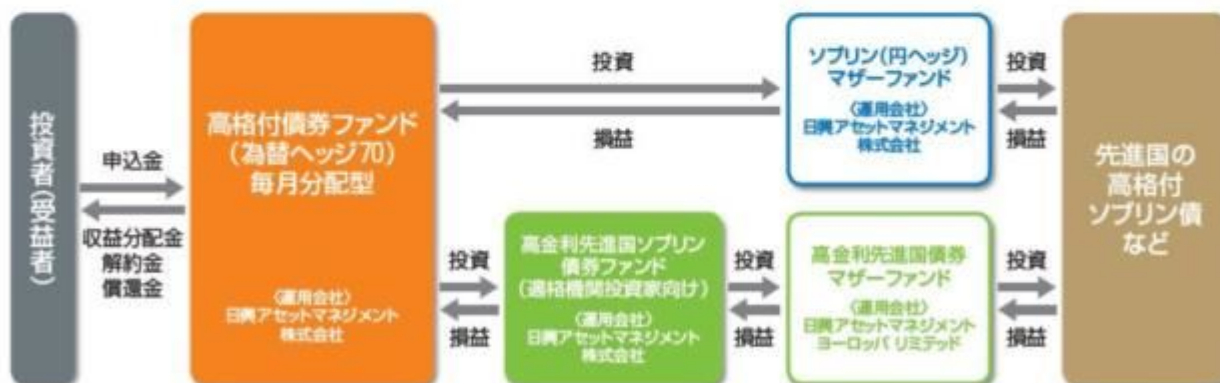 投資者(受益者)
申込金
収益分配金
解約金
償還金
高格付債券ファンド
(為替ヘッジ70)
毎月分配型
〈運用会社〉
日興アセットマネジメント
株式会社
投資
損益
ソブリン(円ヘッジ)
マザーファンド
〈運用会社〉
日興アセットマネジメント
株式会社
投資
損益
投資
損益
高金利先進国ソブリン
債券ファンド
(適格機関投資家向け)
〈運用会社〉
日興アセットマネジメント
株式会社
投資
損益
高金利先進国債券
マザーファンド
〈運用会社〉
日興アセットマネジメント
ヨーロッパ リミテッド
投資
損益
先進国の
高格付
ソブリン債
など